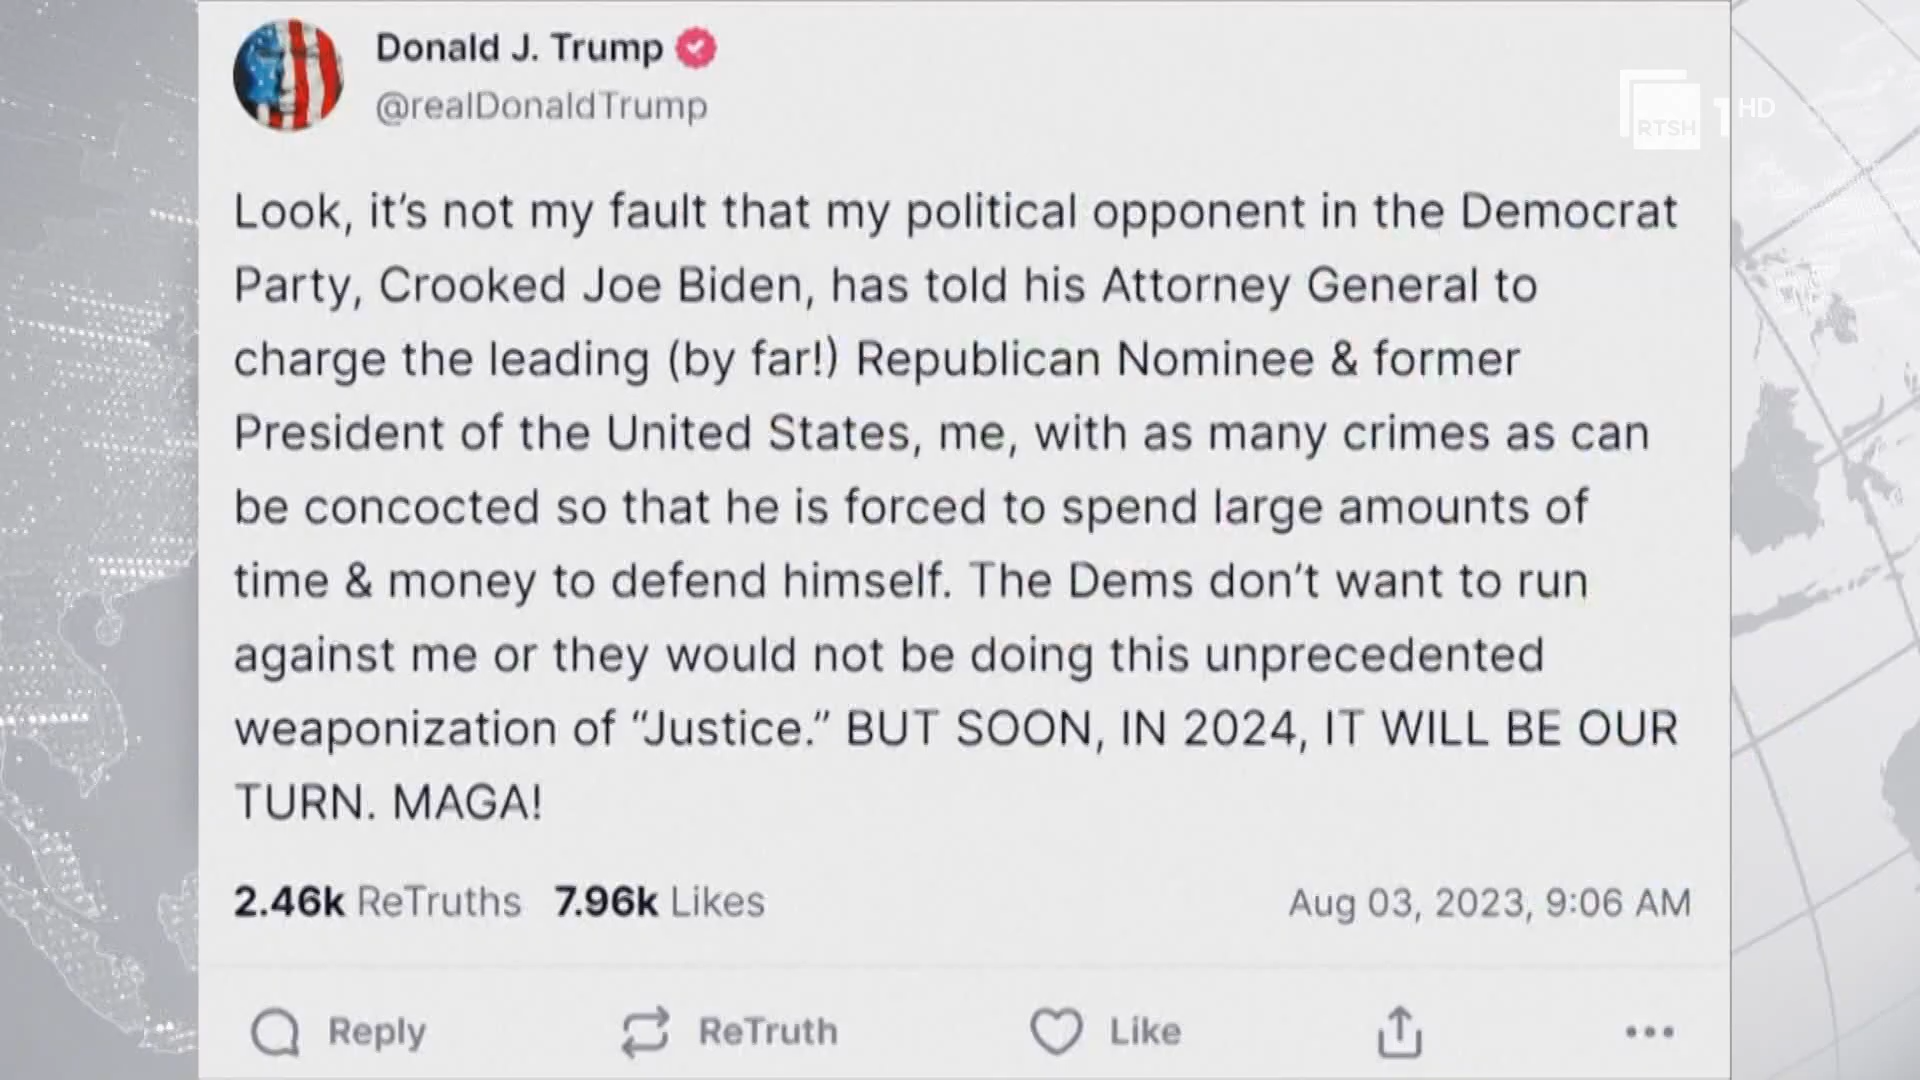 Donald J. Trump
@realDonaldTrump
RTSH 1 HD
Look, it’s not my fault that my political opponent in the Democrat
Party, Crooked Joe Biden, has told his Attorney General to
charge the leading (by far!) Republican Nominee & former
President of the United States, me, with as many crimes as can
be concocted so that he is forced to spend large amounts of
time & money to defend himself. The Dems don’t want to run
against me or they would not be doing this unprecedented
weaponization of “Justice.” BUT SOON, IN 2024, IT WILL BE OUR
TURN. MAGA!
2.46k ReTruths 7.96k Likes Aug 03, 2023, 9:06 AM
Reply ReTruth Like